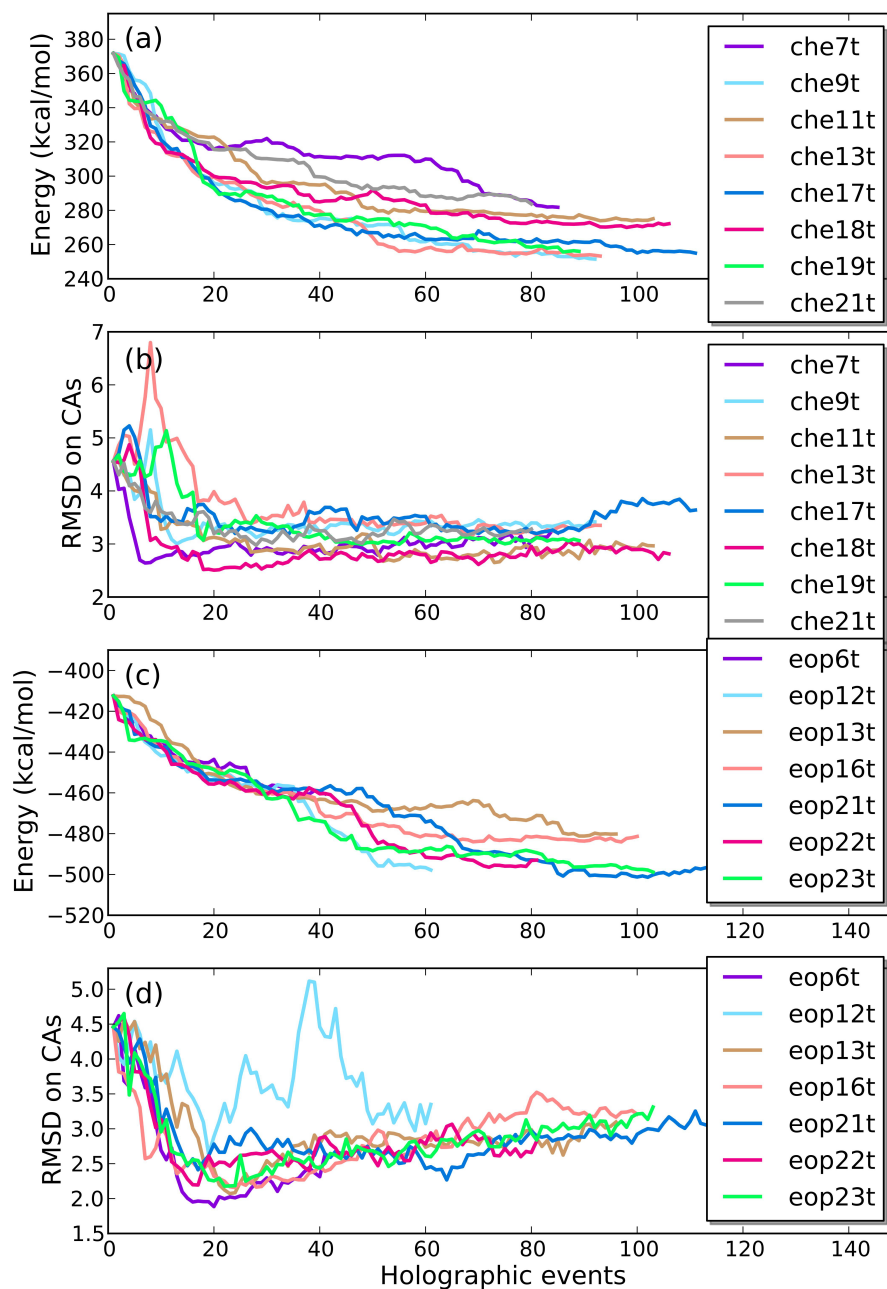 (a)
Energy (kcal/mol)
380
360
340
320
300
280
260
240
0 20 40 60 80 100 120 140
che7t
che9t
che11t
che13t
che17t
che18t
che19t
che21t
(b)
RMSD on CAs
7
6
5
4
3
2
0 20 40 60 80 100 120 140
che7t
che9t
che11t
che13t
che17t
che18t
che19t
che21t
(c)
Energy (kcal/mol)
−400
−420
−440
−460
−480
−500
−520
0 20 40 60 80 100 120 140
eop6t
eop12t
eop13t
eop16t
eop21t
eop22t
eop23t
(d)
RMSD on CAs
5.0
4.5
4.0
3.5
3.0
2.5
2.0
1.5
0 20 40 60 80 100 120 140
eop6t
eop12t
eop13t
eop16t
eop21t
eop22t
eop23t
Holographic events